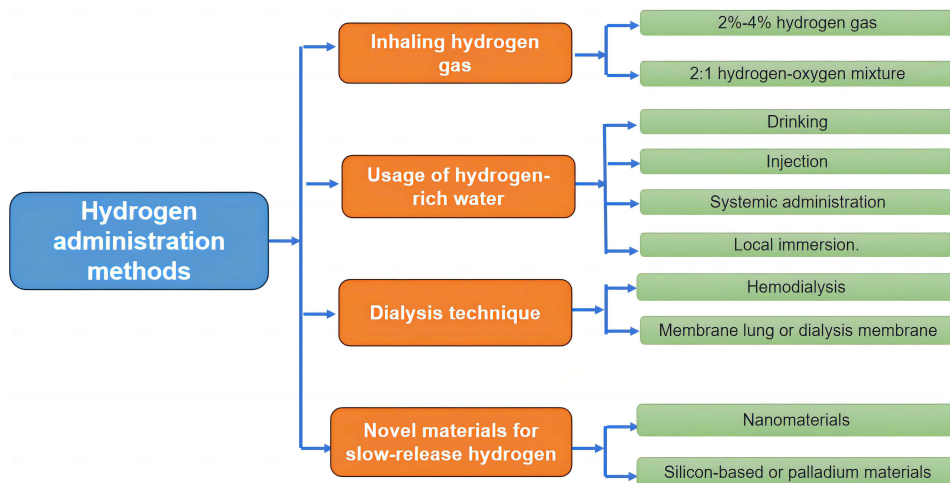 Hydrogen
administration
methods
Inhaling hydrogen
gas
2%-4% hydrogen gas
2:1 hydrogen-oxygen mixture
Usage of hydrogen-
rich water
Drinking
Injection
Systemic administration
Local immersion.
Dialysis technique
Hemodialysis
Membrane lung or dialysis membrane
Novel materials for
slow-release hydrogen
Nanomaterials
Silicon-based or palladium materials